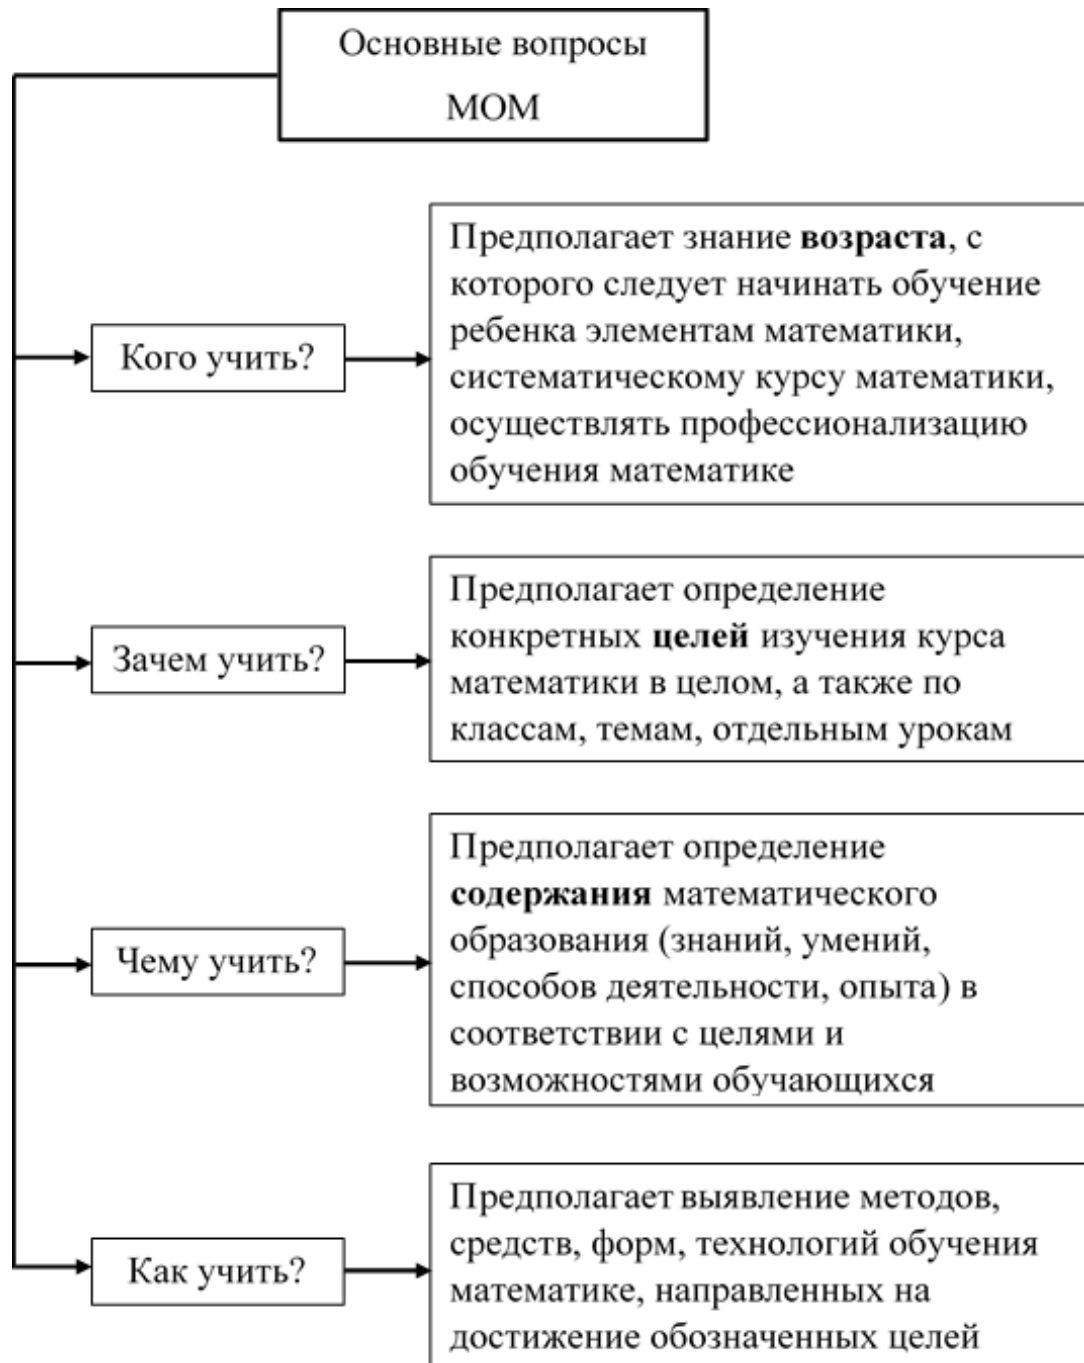 Основные вопросы
МОМ
Кого учить?
Предполагает знание возраста, с
которого следует начинать обучение
ребенка элементам математики,
систематическому курсу математики,
осуществлять профессионализацию
обучения математике
Зачем учить?
Предполагает определение
конкретных целей изучения курса
математики в целом, а также по
классам, темам, отдельным урокам
Чему учить?
Предполагает определение
содержания математического
образования (знаний, умений,
способов деятельности, опыта) в
соответствии с целями и
возможностями обучающихся
Как учить?
Предполагает выявление методов,
средств, форм, технологий обучения
математике, направленных на
достижение обозначенных целей